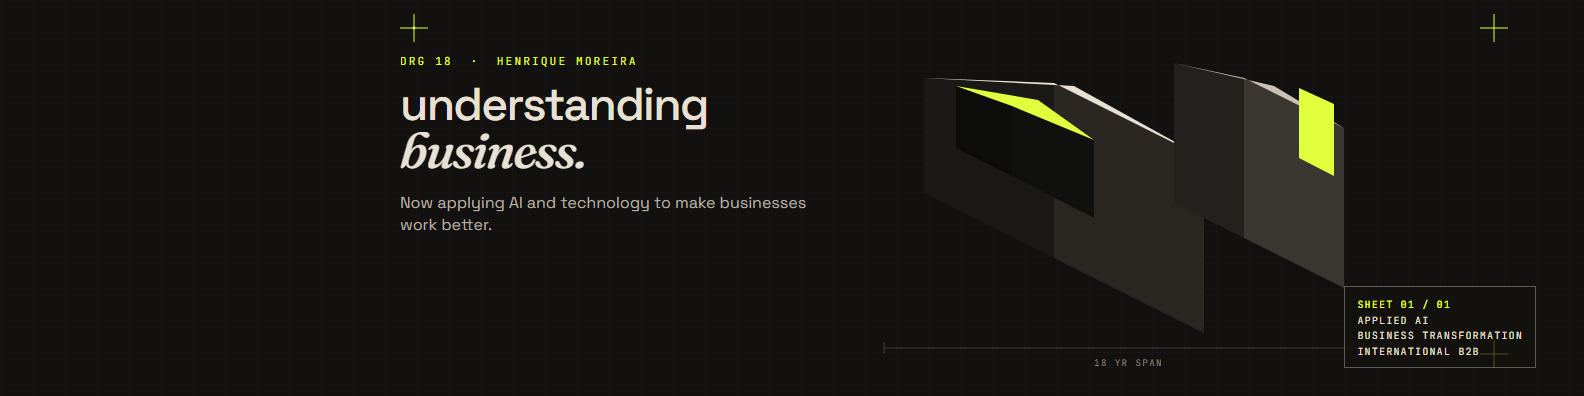 DRG 18 · HENRIQUE MOREIRA
understanding
business.
Now applying AI and technology to make businesses
work better.
18 YR SPAN
SHEET 01 / 01
APPLIED AI
BUSINESS TRANSFORMATION
INTERNATIONAL B2B